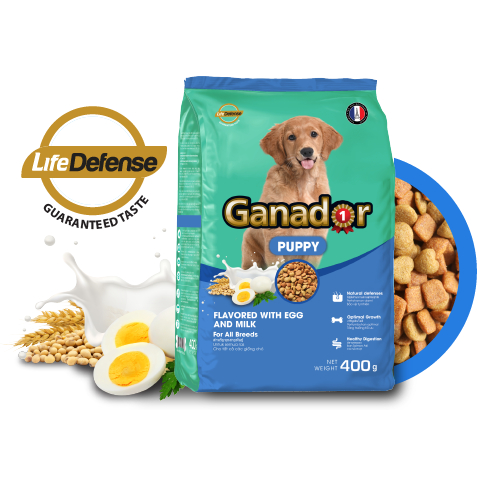 LifeDefense
GUARANTEED TASTE
LifeDefense
Ganador
1
PUPPY
FLAVORED WITH EGG
AND MILK
For All Breeds
Natural defenses
Optimal Growth
Healthy Digestion
NET
WEIGHT 400g